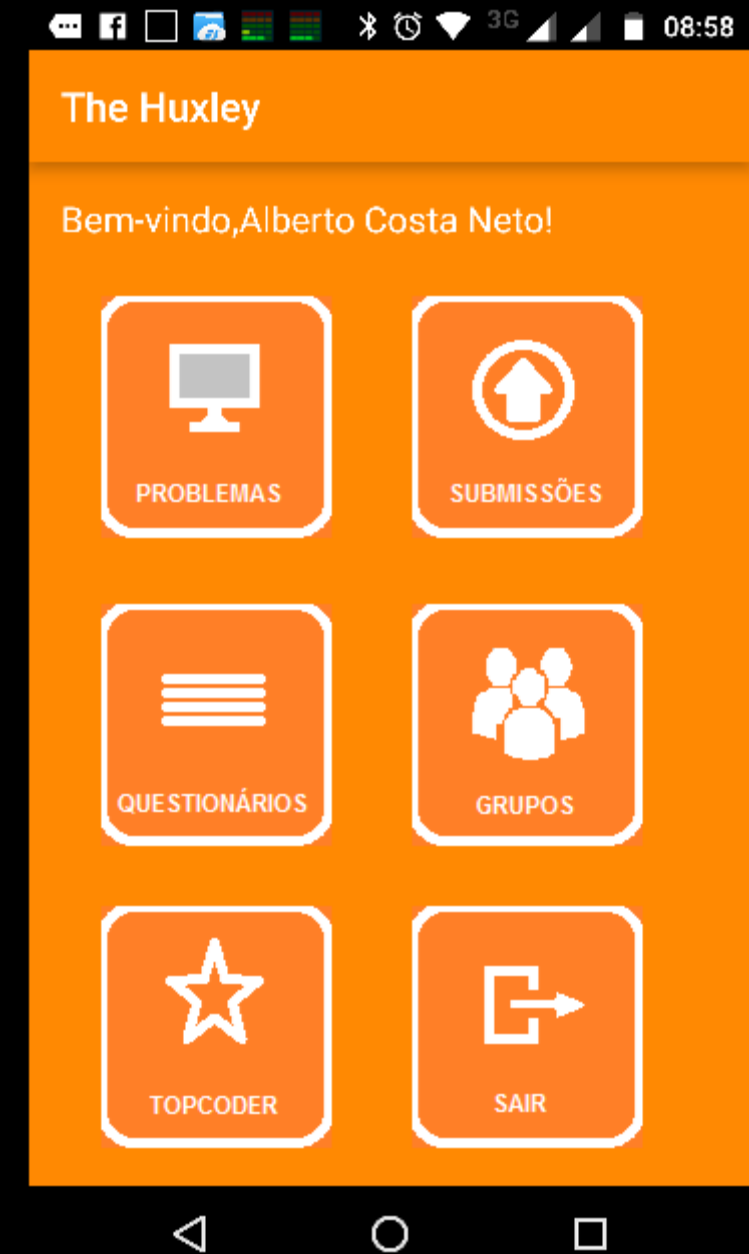 3G 08:58
The Huxley
Bem-vindo,Alberto Costa Neto!
PROBLEMAS SUBMISSÕES
QUESTIONÁRIOS GRUPOS
TOPCODER SAIR